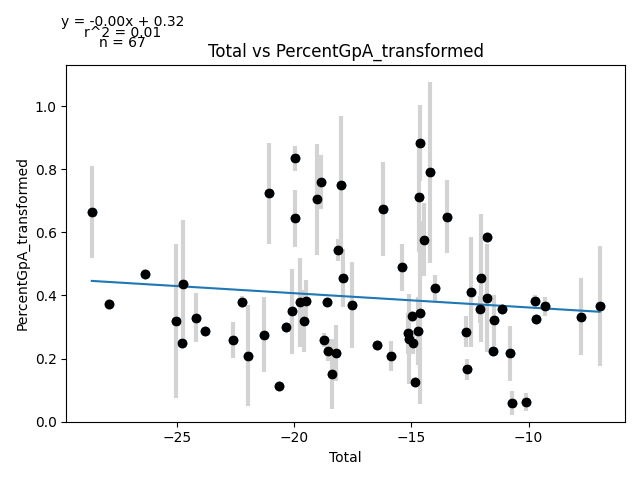 y = -0.00x + 0.32
r^2 = 0.01
n = 67
Total vs PercentGpA_transformed
PercentGpA_transformed
1.0
0.8
0.6
0.4
0.2
0.0
−25
−20
−15
−10
Total